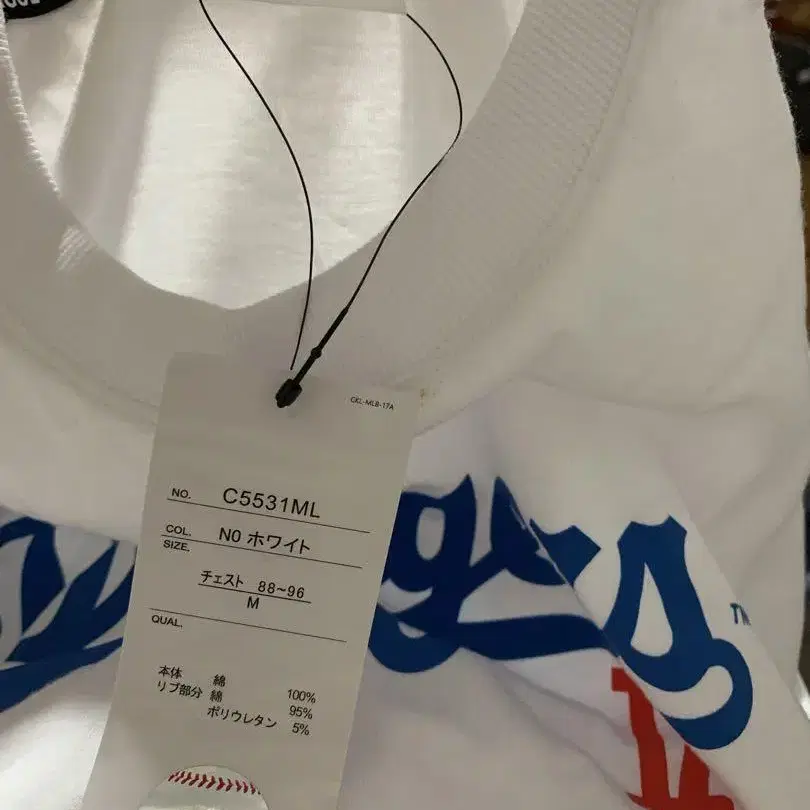 CKL-MLB-17A
NO. C5531ML
COL. N0 ホワイト
SIZE.
チェスト 88~96
M
QUAL.
本体 綿 100%
リブ部分 綿 95%
ポリウレタン 5%
TM